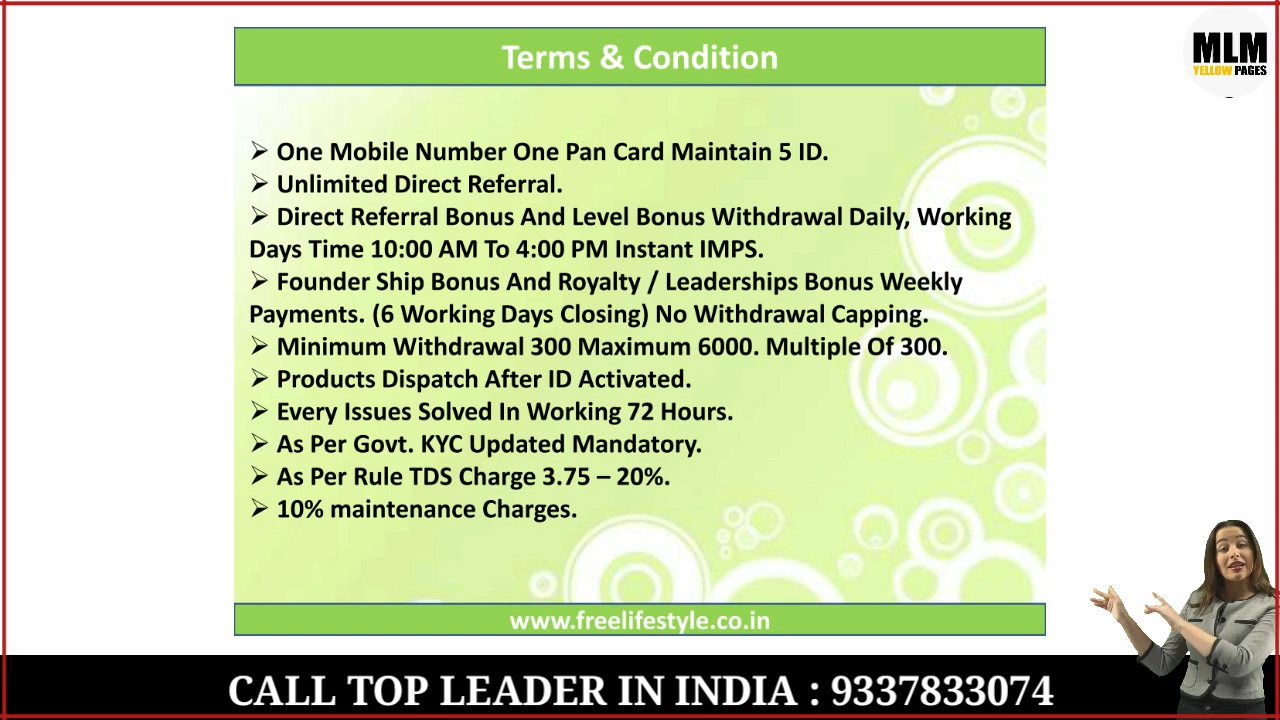 Terms & Condition
MLM
YELLOW PAGES
➢ One Mobile Number One Pan Card Maintain 5 ID.
➢ Unlimited Direct Referral.
➢ Direct Referral Bonus And Level Bonus Withdrawal Daily, Working
Days Time 10:00 AM To 4:00 PM Instant IMPS.
➢ Founder Ship Bonus And Royalty / Leaderships Bonus Weekly
Payments. (6 Working Days Closing) No Withdrawal Capping.
➢ Minimum Withdrawal 300 Maximum 6000. Multiple Of 300.
➢ Products Dispatch After ID Activated.
➢ Every Issues Solved In Working 72 Hours.
➢ As Per Govt. KYC Updated Mandatory.
➢ As Per Rule TDS Charge 3.75 – 20%.
➢ 10% maintenance Charges.
www.freelifestyle.co.in
CALL TOP LEADER IN INDIA : 9337833074